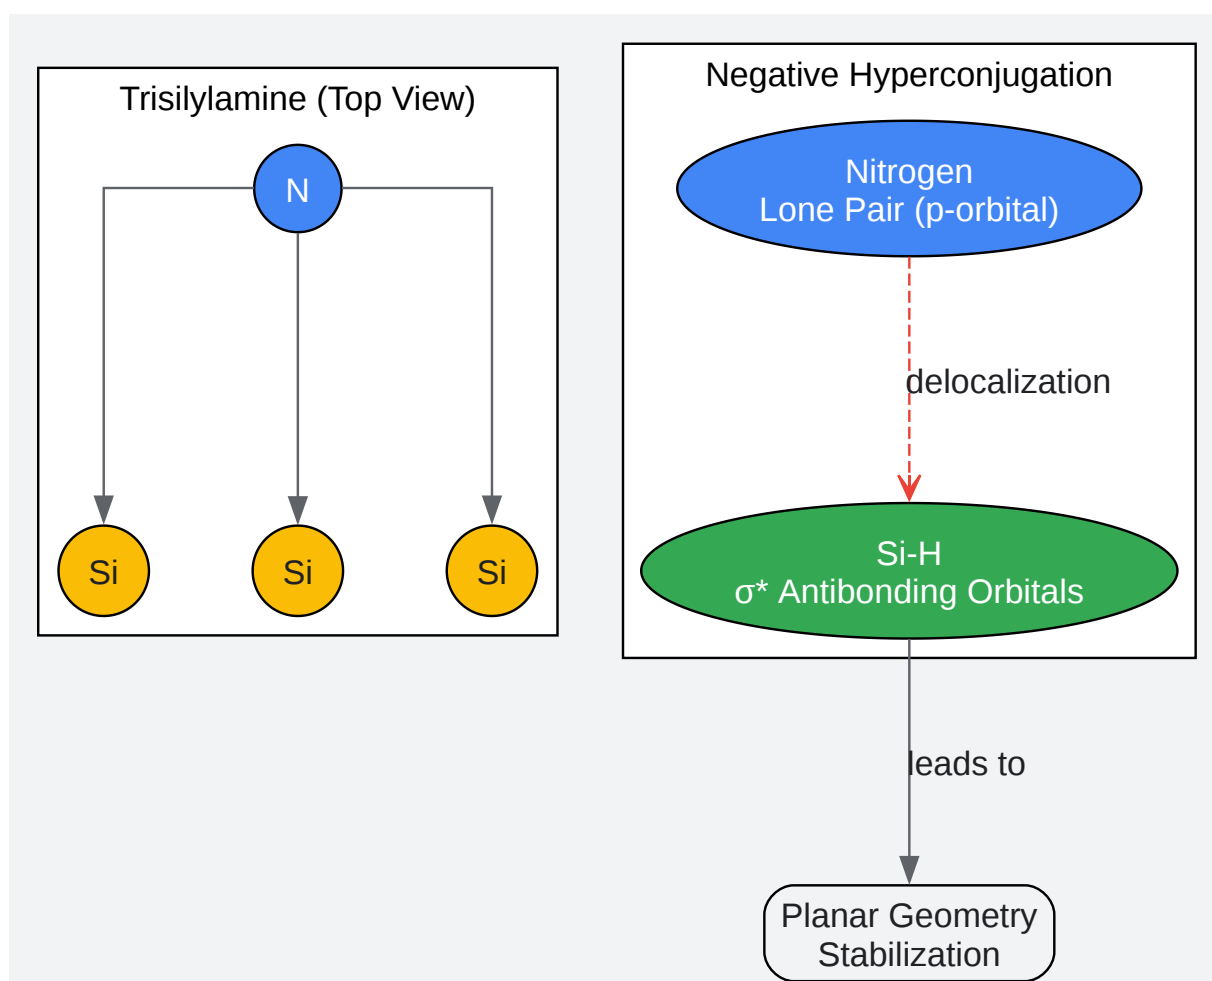 Trisilylamine (Top View)
N
Si
Si
Si
Negative Hyperconjugation
Nitrogen
Lone Pair (p-orbital)
delocalization
Si-H
σ* Antibonding Orbitals
leads to
Planar Geometry
Stabilization